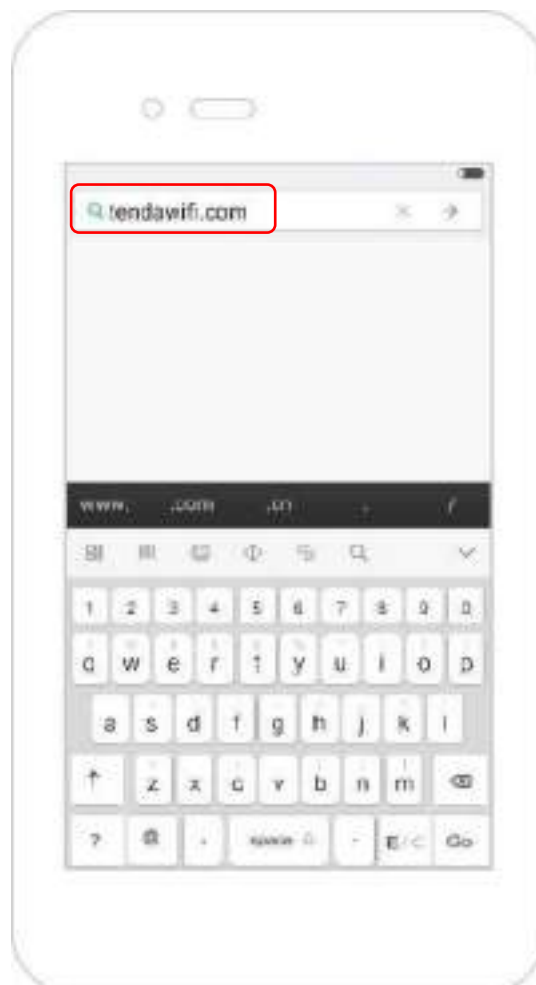 tendawifi.com
www. .com .cn . /
1 2 3 4 5 6 7 8 9 0
q w e r t y u i o p
a s d f g h j k l
z x c v b n m
? space Go